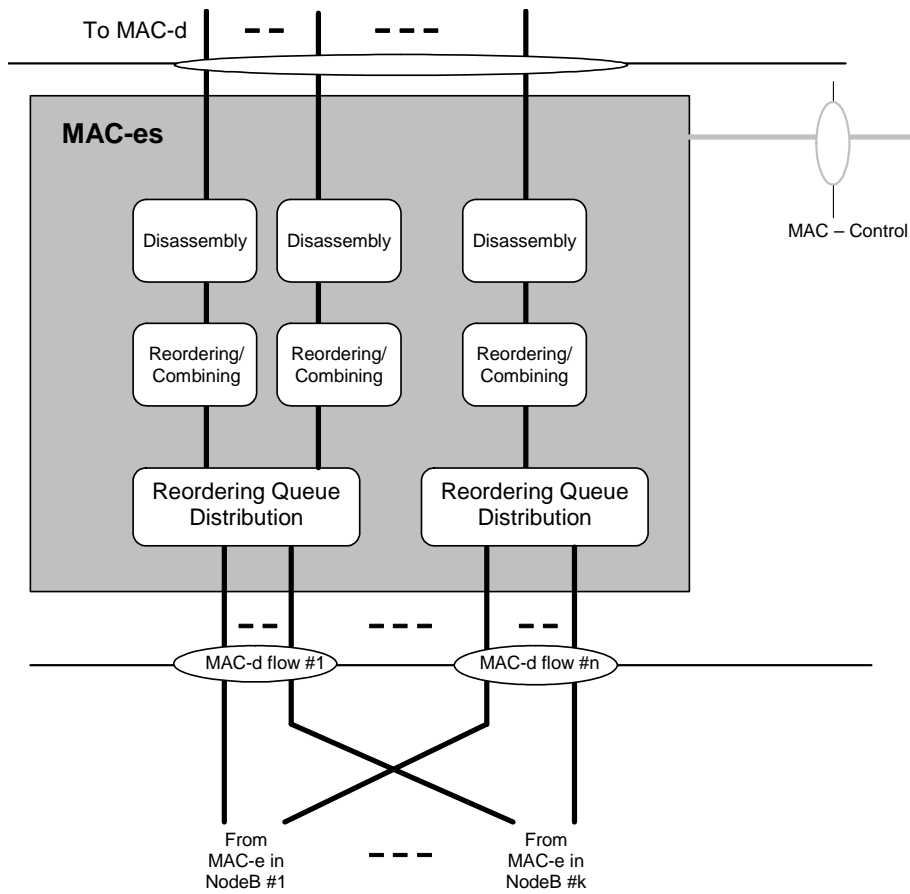 To MAC-d
MAC-es
MAC – Control
Disassembly
Disassembly
Disassembly
Reordering/
Combining
Reordering/
Combining
Reordering/
Combining
Reordering Queue
Distribution
Reordering Queue
Distribution
MAC-d flow #1
MAC-d flow #n
From
MAC-e in
NodeB #1
From
MAC-e in
NodeB #k